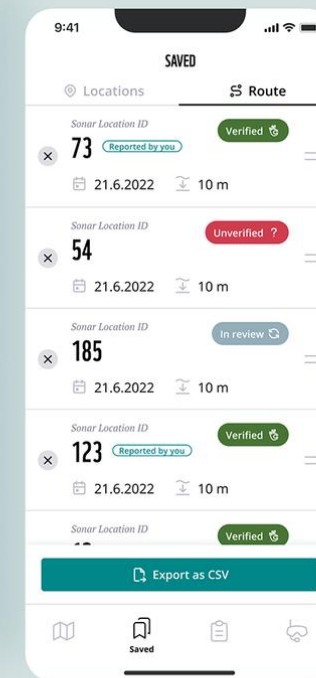 9:41
SAVED
Locations
Route
Sonar Location ID
Verified
73 Reported by you
21.6.2022 10 m
Sonar Location ID
Unverified ?
54
21.6.2022 10 m
Sonar Location ID
In review
185
21.6.2022 10 m
Sonar Location ID
Verified
123 Reported by you
21.6.2022 10 m
Sonar Location ID
Verified
Export as CSV
Saved